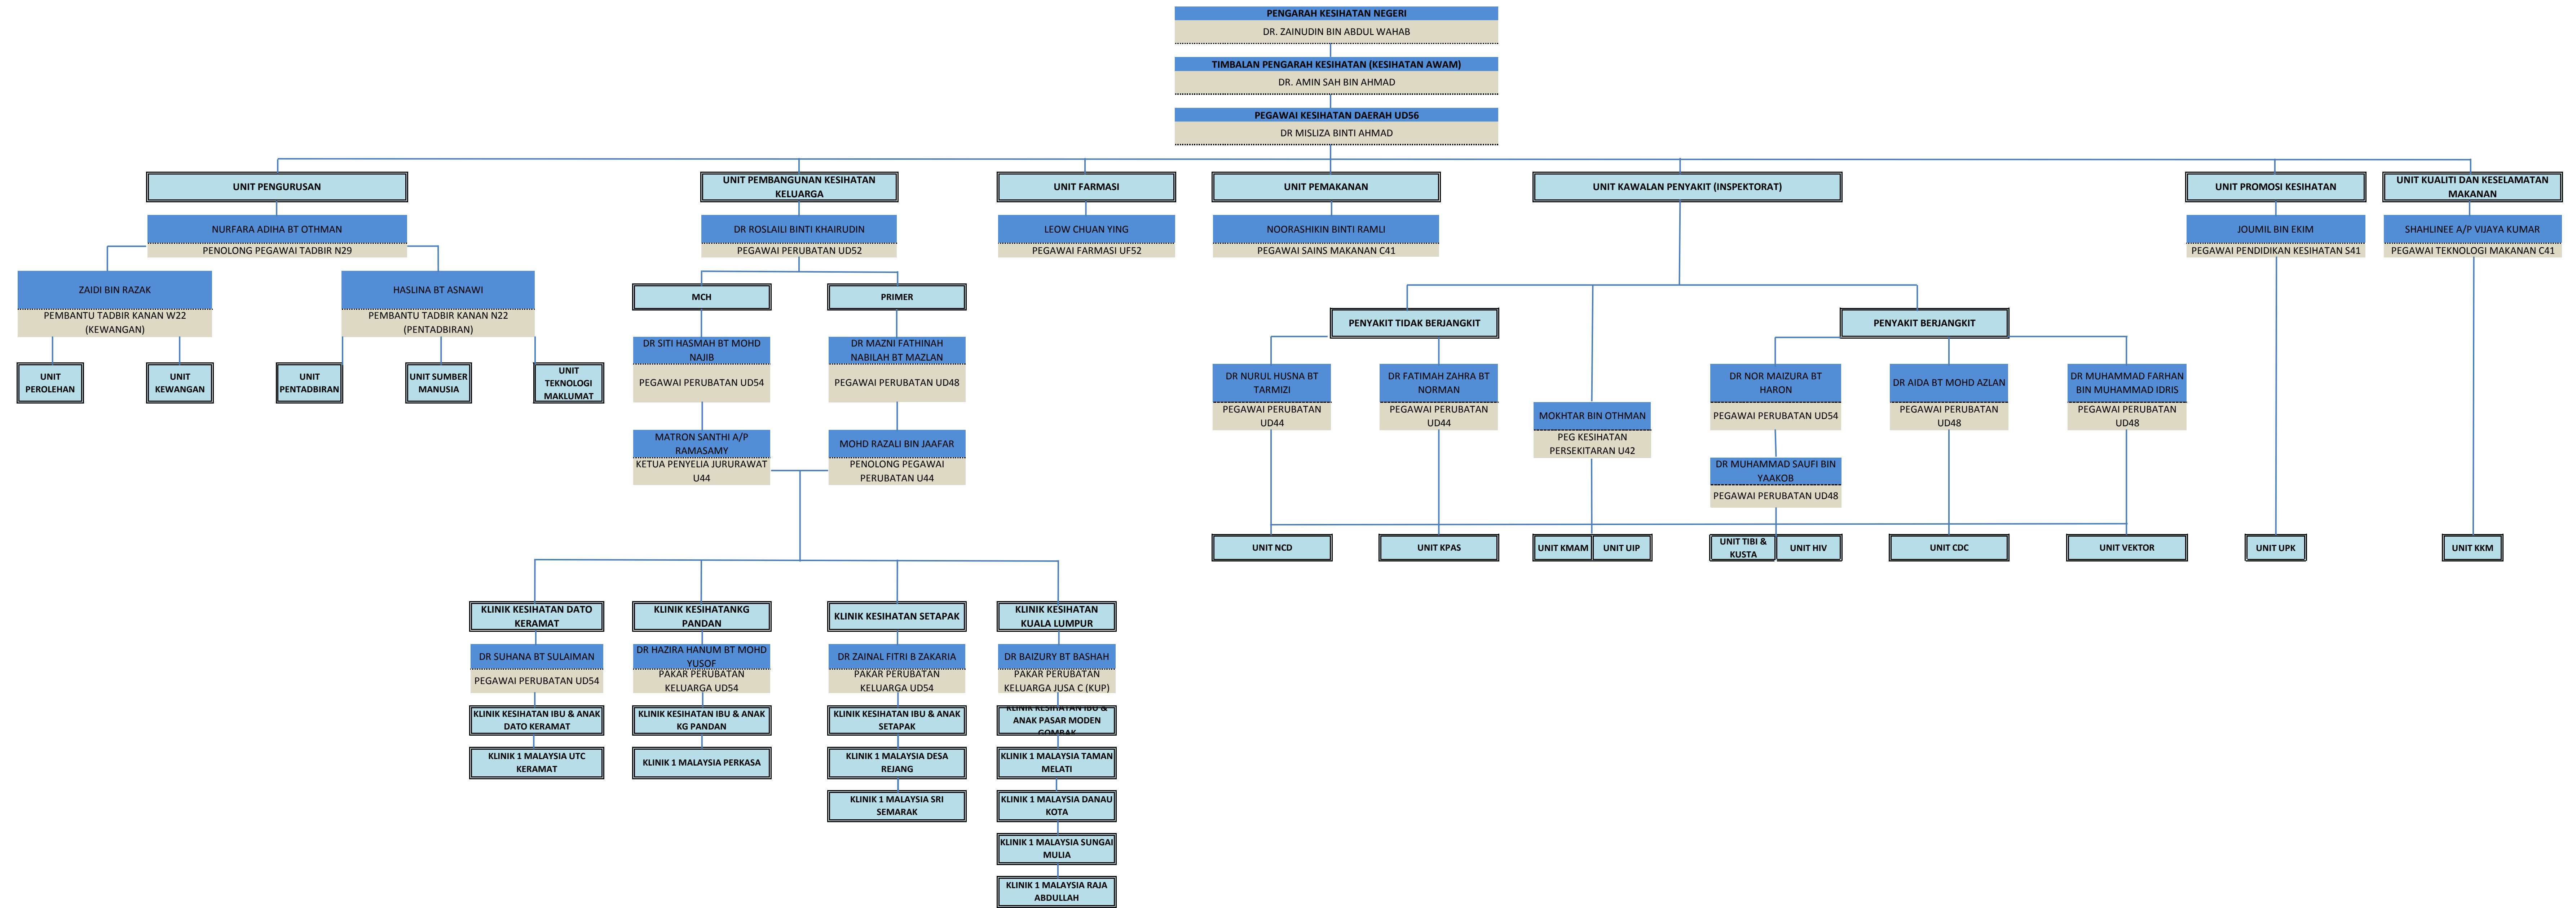 PENGARAH KESIHATAN NEGERI
DR. ZAINUDIN BIN ABDUL WAHAB
TIMBALAN PENGARAH KESIHATAN (KESIHATAN AWAM)
DR. AMIN SAH BIN AHMAD
PEGAWAI KESIHATAN DAERAH UD56
DR MISLIZA BINTI AHMAD
UNIT PENGURUSAN
NURFARA ADIHA BT OTHMAN
PENOLONG PEGAWAI TADBIR N29
ZAIDI BIN RAZAK
PEMBANTU TADBIR KANAN W22
(KEWANGAN)
HASLINA BT ASNAWI
PEMBANTU TADBIR KANAN N22
(PENTADBIRAN)
UNIT
PEROLEHAN
UNIT
KEWANGAN
UNIT
PENTADBIRAN
UNIT SUMBER
MANUSIA
UNIT
TEKNOLOGI
MAKLUMAT
UNIT PEMBANGUNAN KESIHATAN
KELUARGA
DR ROSLAILI BINTI KHAIRUDIN
PEGAWAI PERUBATAN UD52
MCH
DR SITI HASMAH BT MOHD
NAJIB
PEGAWAI PERUBATAN UD54
MATRON SANTHI A/P
RAMASAMY
KETUA PENYELIA JURURAWAT
U44
PRIMER
DR MAZNI FATHINAH
NABILAH BT MAZLAN
PEGAWAI PERUBATAN UD48
MOHD RAZALI BIN JAAFAR
PENOLONG PEGAWAI
PERUBATAN U44
KLINIK KESIHATAN DATO
KERAMAT
DR SUHANA BT SULAIMAN
PEGAWAI PERUBATAN UD54
KLINIK KESIHATAN IBU & ANAK
DATO KERAMAT
KLINIK 1 MALAYSIA UTC
KERAMAT
KLINIK KESIHATANKG
PANDAN
DR HAZIRA HANUM BT MOHD
YUSOF
PAKAR PERUBATAN
KELUARGA UD54
KLINIK KESIHATAN IBU & ANAK
KG PANDAN
KLINIK 1 MALAYSIA PERKASA
KLINIK KESIHATAN SETAPAK
DR ZAINAL FITRI B ZAKARIA
PAKAR PERUBATAN
KELUARGA UD54
KLINIK KESIHATAN IBU & ANAK
SETAPAK
KLINIK 1 MALAYSIA DESA
REJANG
KLINIK 1 MALAYSIA SRI
SEMARAK
KLINIK KESIHATAN
KUALA LUMPUR
DR BAIZURY BT BASHAH
PAKAR PERUBATAN
KELUARGA JUSA C (KUP)
KLINIK KESIHATAN IBU &
ANAK PASAR MODEN
GOMBAK
KLINIK 1 MALAYSIA TAMAN
MELATI
KLINIK 1 MALAYSIA DANAU
KOTA
KLINIK 1 MALAYSIA SUNGAI
MULIA
KLINIK 1 MALAYSIA RAJA
ABDULLAH
UNIT FARMASI
LEOW CHUAN YING
PEGAWAI FARMASI UF52
UNIT PEMAKANAN
NOORASHIKIN BINTI RAMLI
PEGAWAI SAINS MAKANAN C41
UNIT KAWALAN PENYAKIT (INSPEKTORAT)
PENYAKIT TIDAK BERJANGKIT
DR NURUL HUSNA BT
TARMIZI
PEGAWAI PERUBATAN
UD44
DR FATIMAH ZAHRA BT
NORMAN
PEGAWAI PERUBATAN
UD44
MOKHTAR BIN OTHMAN
PEG KESIHATAN
PERSEKITARAN U42
PENYAKIT BERJANGKIT
DR NOR MAIZURA BT
HARON
PEGAWAI PERUBATAN UD54
DR MUHAMMAD SAUFI BIN
YAAKOB
PEGAWAI PERUBATAN UD48
DR AIDA BT MOHD AZLAN
PEGAWAI PERUBATAN
UD48
DR MUHAMMAD FARHAN
BIN MUHAMMAD IDRIS
PEGAWAI PERUBATAN
UD48
UNIT NCD
UNIT KPAS
UNIT KMAM
UNIT UIP
UNIT TIBI &
KUSTA
UNIT HIV
UNIT CDC
UNIT VEKTOR
UNIT PROMOSI KESIHATAN
JOUMIL BIN EKIM
PEGAWAI PENDIDIKAN KESIHATAN S41
UNIT UPK
UNIT KUALITI DAN KESELAMATAN
MAKANAN
SHAHLINEE A/P VIJAYA KUMAR
PEGAWAI TEKNOLOGI MAKANAN C41
UNIT KKM